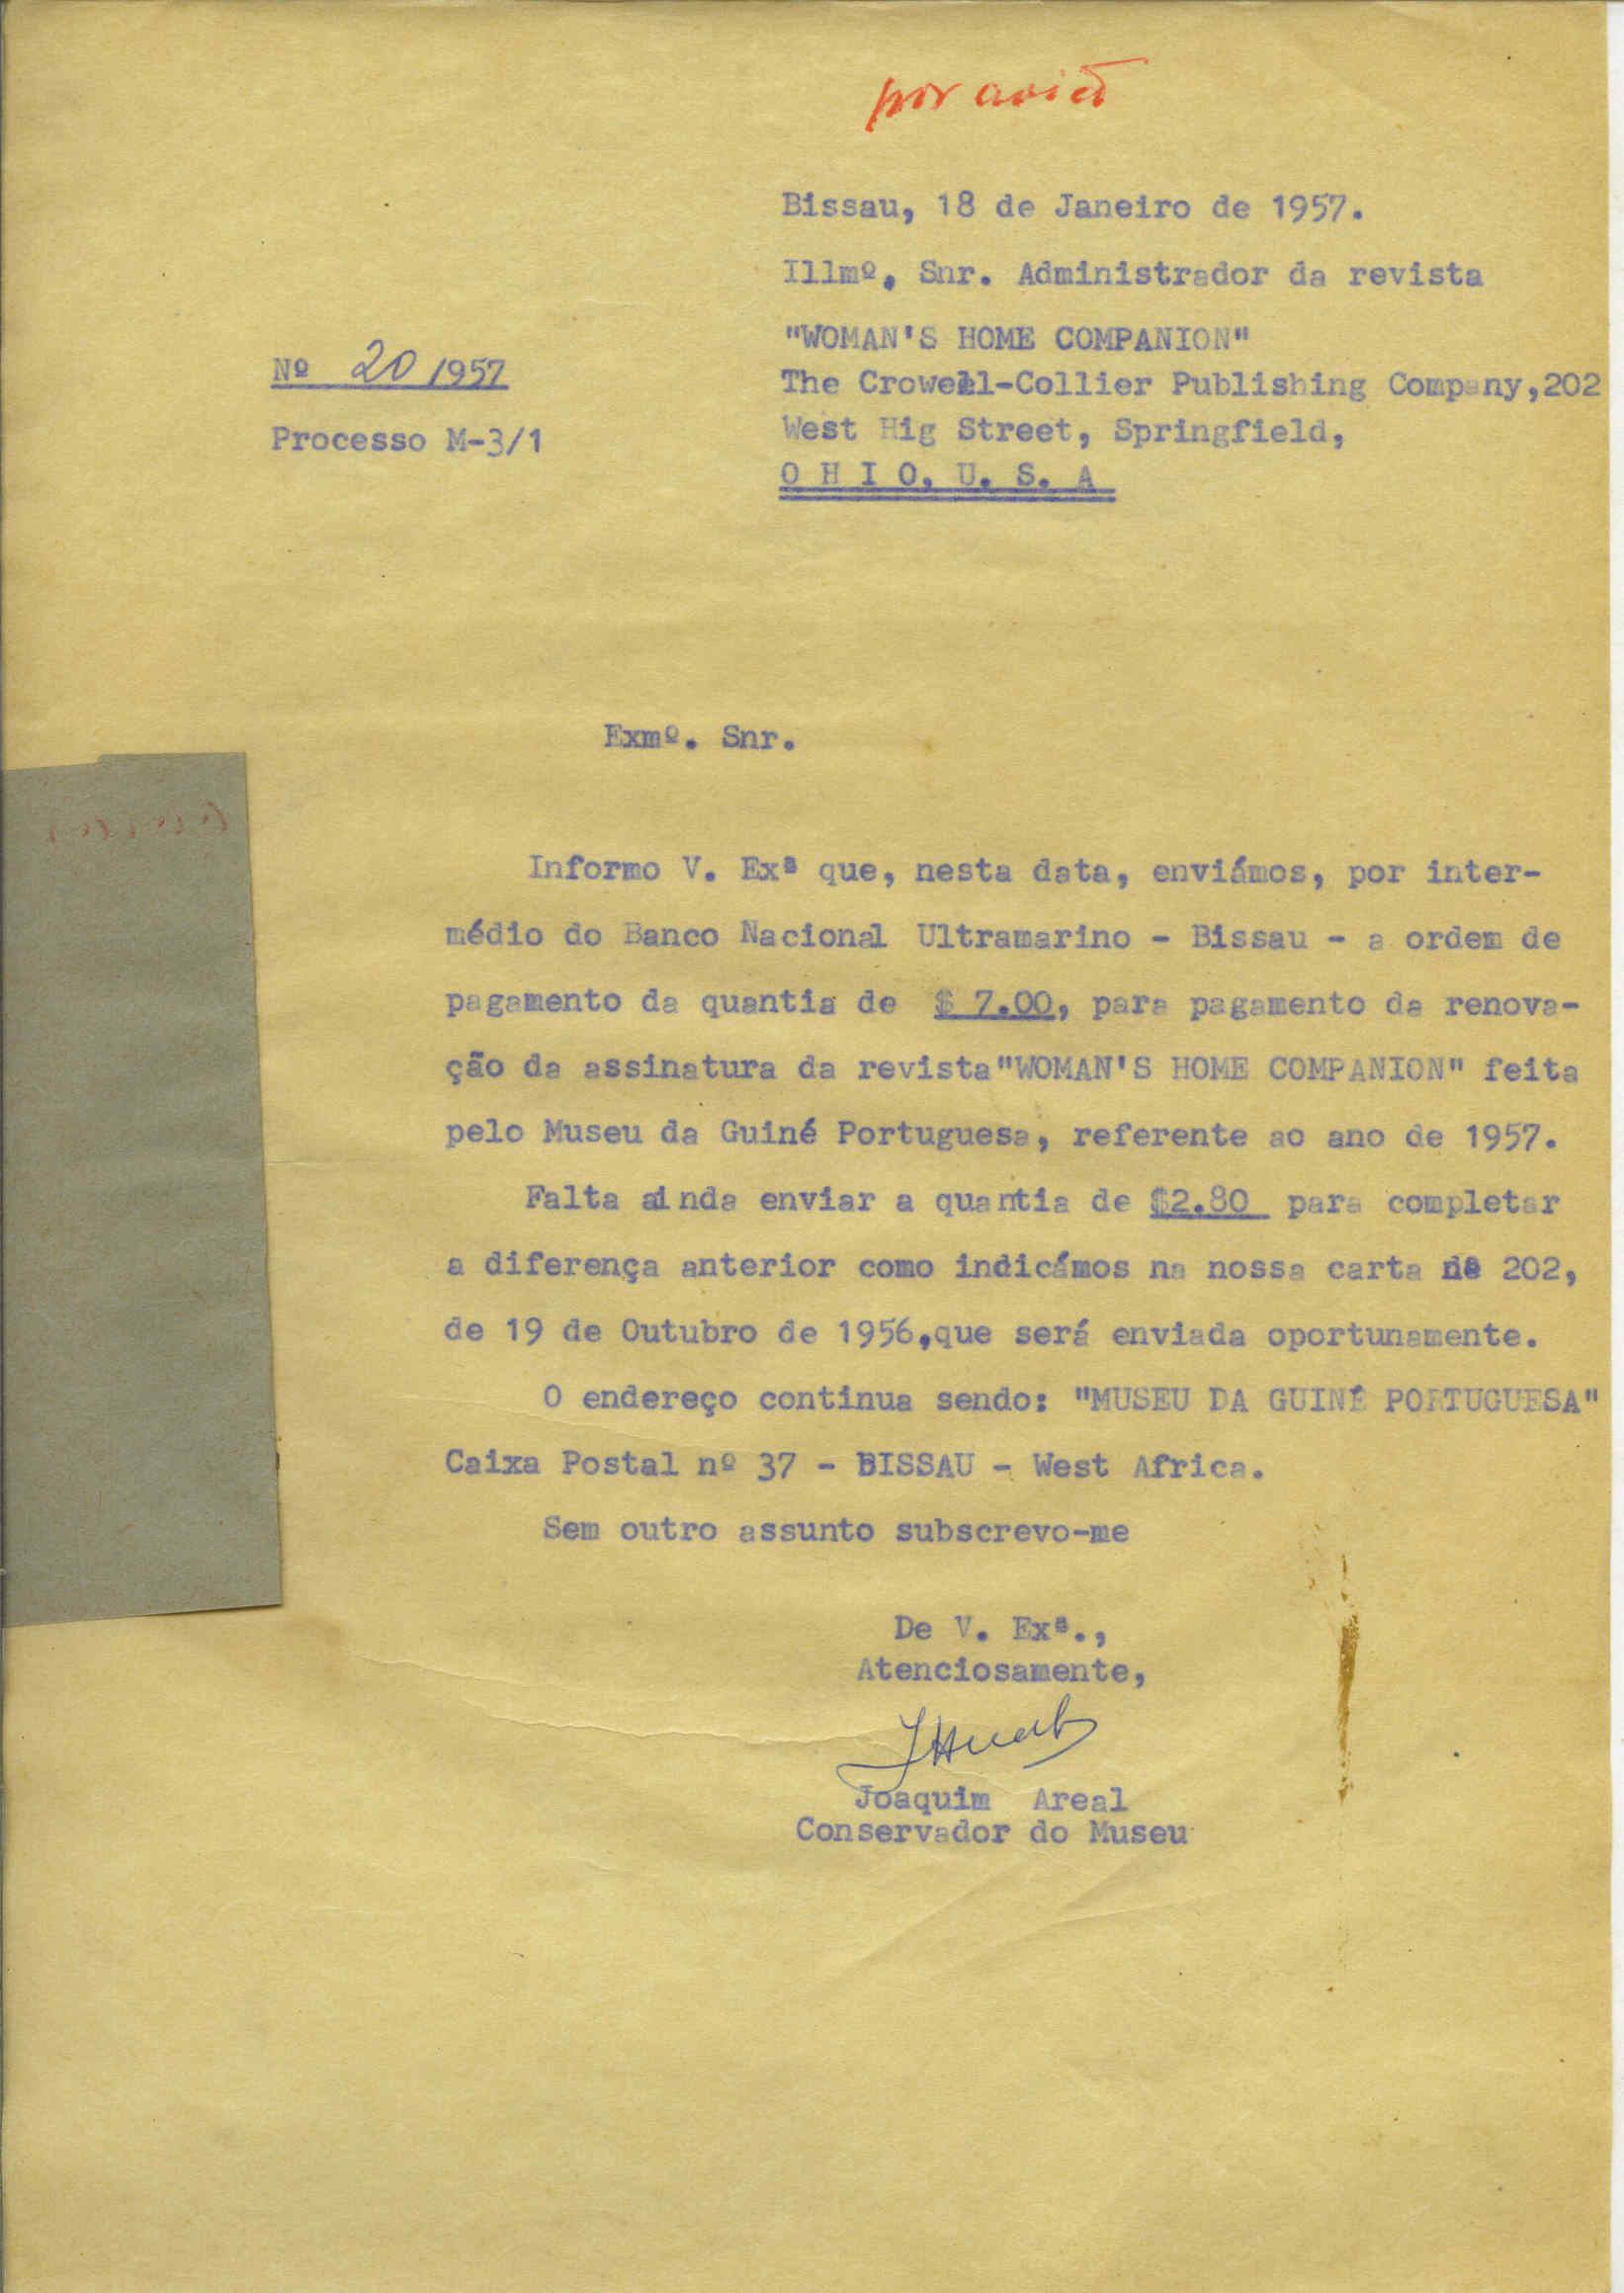 por avião
Bissau, 18 de Janeiro de 1957.
Illmº, Snr. Administrador da revista
"WOMAN'S HOME COMPANION"
Nº 20/1957
The Crowell-Collier Publishing Company,202
West Hig Street, Springfield,
Processo M-3/1
O H I O, U. S. A
Exmº. Snr.
Informo V. Exª que, nesta data, enviámos, por inter-
médio do Banco Nacional Ultramarino - Bissau - a ordem de
pagamento da quantia de $ 7.00, para pagamento da renova-
ção da assinatura da revista"WOMAN'S HOME COMPANION" feita
pelo Museu da Guiné Portuguesa, referente ao ano de 1957.
Falta ainda enviar a quantia de $2.80 para completar
a diferença anterior como indicámos na nossa carta nº 202,
de 19 de Outubro de 1956,que será enviada oportunamente.
O endereço continua sendo: "MUSEU DA GUINÉ PORTUGUESA"
Caixa Postal nº 37 - BISSAU - West Africa.
Sem outro assunto subscrevo-me
De V. Exª.,
Atenciosamente,
Joaquim Areal
Conservador do Museu